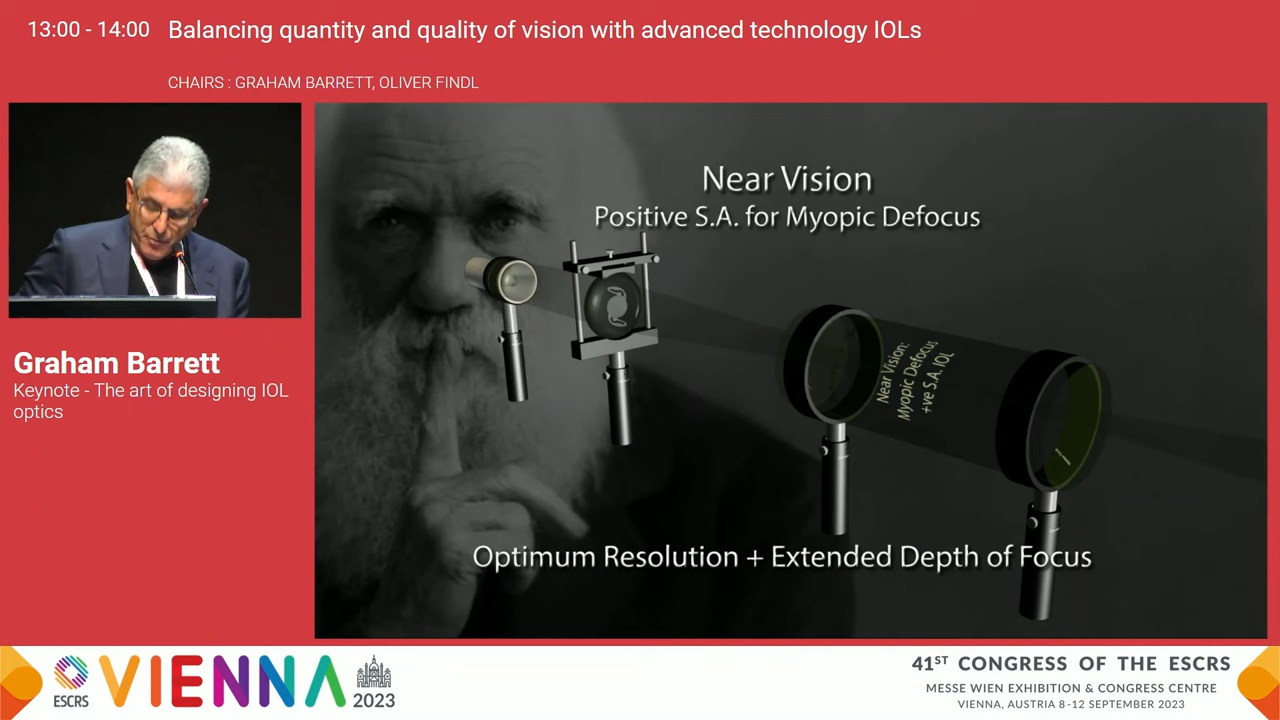 13:00 - 14:00 Balancing quantity and quality of vision with advanced technology IOLs
CHAIRS : GRAHAM BARRETT, OLIVER FINDL
Near Vision
Positive S.A. for Myopic Defocus
Near Vision:
Myopic Defocus
+ve S.A. IOL
Optimum Resolution + Extended Depth of Focus
Graham Barrett
Keynote - The art of designing IOL
optics
ESCRS
VIENNA
2023
41ST CONGRESS OF THE ESCRS
MESSE WIEN EXHIBITION & CONGRESS CENTRE
VIENNA, AUSTRIA 8-12 SEPTEMBER 2023